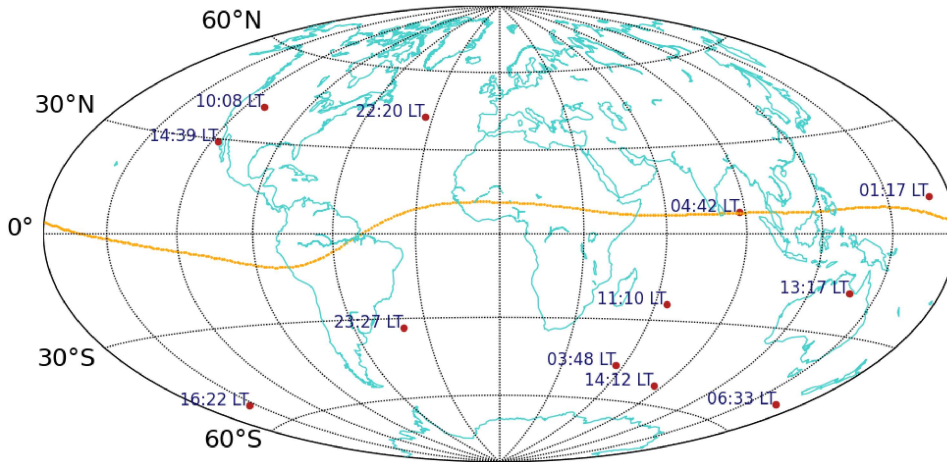 60°N
30°N
10:08 LT
22:20 LT
14:39 LT
01:17 LT
04:42 LT
0°
13:17 LT
11:10 LT
23:27 LT
30°S
03:48 LT
14:12 LT
16:22 LT
06:33 LT
60°S